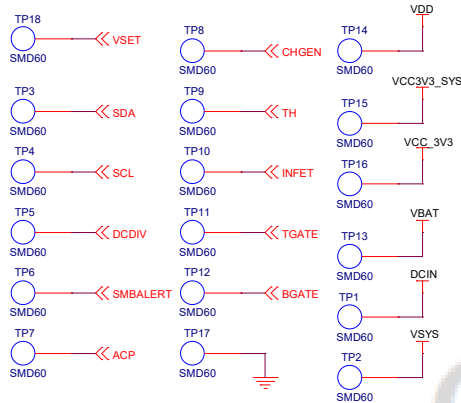 TP18
VSET
SMD60
TP3
SDA
SMD60
TP4
SCL
SMD60
TP5
DCDIV
SMD60
TP6
SMBALERT
SMD60
TP7
ACP
SMD60
TP8
CHGEN
SMD60
TP9
TH
SMD60
TP10
INFET
SMD60
TP11
TGATE
SMD60
TP12
BGATE
SMD60
TP17
SMD60
VDD
TP14
SMD60
VCC3V3_SYS
TP15
SMD60
VCC_3V3
TP16
SMD60
VBAT
TP13
SMD60
DCIN
TP1
SMD60
VSYS
TP2
SMD60